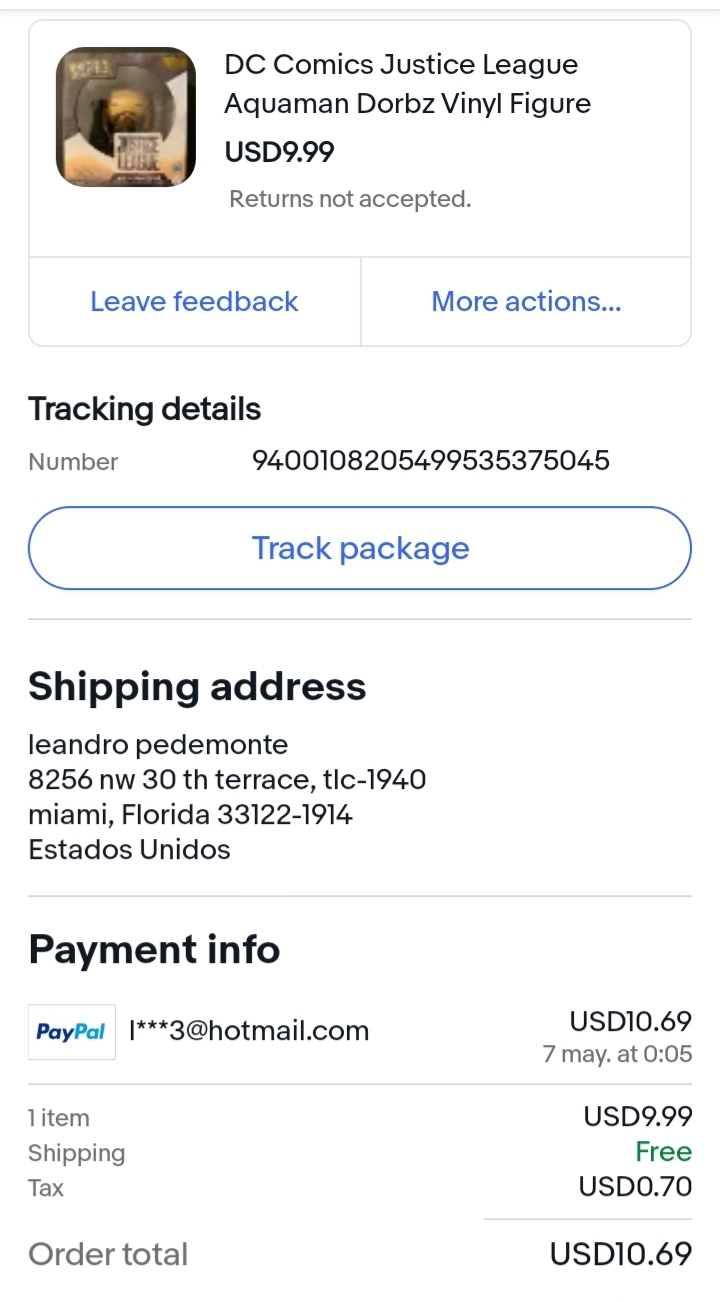 JUSTICE
LEAGUE
DC Comics Justice League
Aquaman Dorbz Vinyl Figure
USD9.99
Returns not accepted.
Leave feedback
More actions...
Tracking details
Number 9400108205499535375045
Track package
Shipping address
leandro pedemonte
8256 nw 30 th terrace, tlc-1940
miami, Florida 33122-1914
Estados Unidos
Payment info
PayPal l***3@hotmail.com USD10.69
7 may. at 0:05
1 item USD9.99
Shipping Free
Tax USD0.70
Order total USD10.69